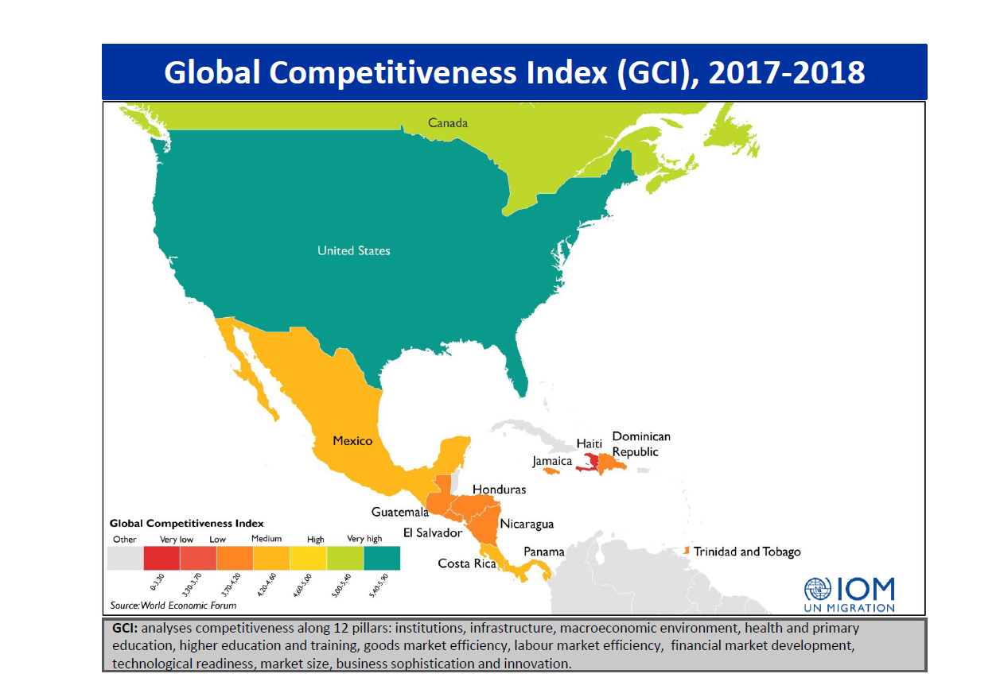 Global Competitiveness Index (GCI), 2017-2018
Canada
United States
Mexico
Haiti
Dominican
Republic
Jamaica
Honduras
Guatemala
El Salvador
Nicaragua
Panama
Costa Rica
Trinidad and Tobago
Global Competitiveness Index
Other Very low Low Medium High Very high
0-3.30 3.30-3.70 3.70-4.20 4.20-4.60 4.60-5.00 5.00-5.40 5.40-5.90
Source: World Economic Forum
IOM
UN MIGRATION
GCI: analyses competitiveness along 12 pillars: institutions, infrastructure, macroeconomic environment, health and primary
education, higher education and training, goods market efficiency, labour market efficiency, financial market development,
technological readiness, market size, business sophistication and innovation.